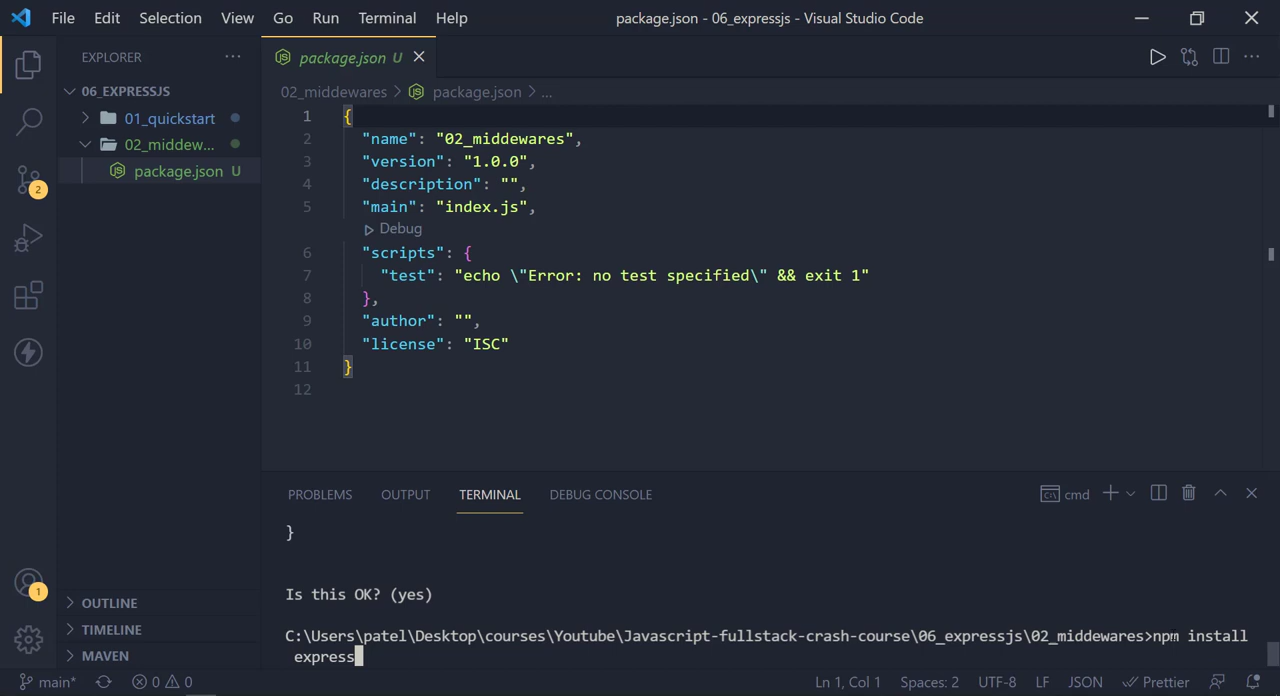 File Edit Selection View Go Run Terminal Help package.json - 06_expressjs - Visual Studio Code
EXPLORER
06_EXPRESSJS
01_quickstart
02_middew...
package.json U
2
1
OUTLINE
TIMELINE
MAVEN
package.json U
02_middewares > package.json > ...
1 {
2 "name": "02_middewares",
3 "version": "1.0.0",
4 "description": "",
5 "main": "index.js",
Debug
6 "scripts": {
7 "test": "echo \"Error: no test specified\" && exit 1"
8 },
9 "author": "",
10 "license": "ISC"
11 }
12
PROBLEMS OUTPUT TERMINAL DEBUG CONSOLE cmd
}
Is this OK? (yes)
C:\Users\patel\Desktop\courses\Youtube\Javascript-fullstack-crash-course\06_expressjs\02_middewares>npm install
express
main* 0 0 Ln 1, Col 1 Spaces: 2 UTF-8 LF JSON Prettier